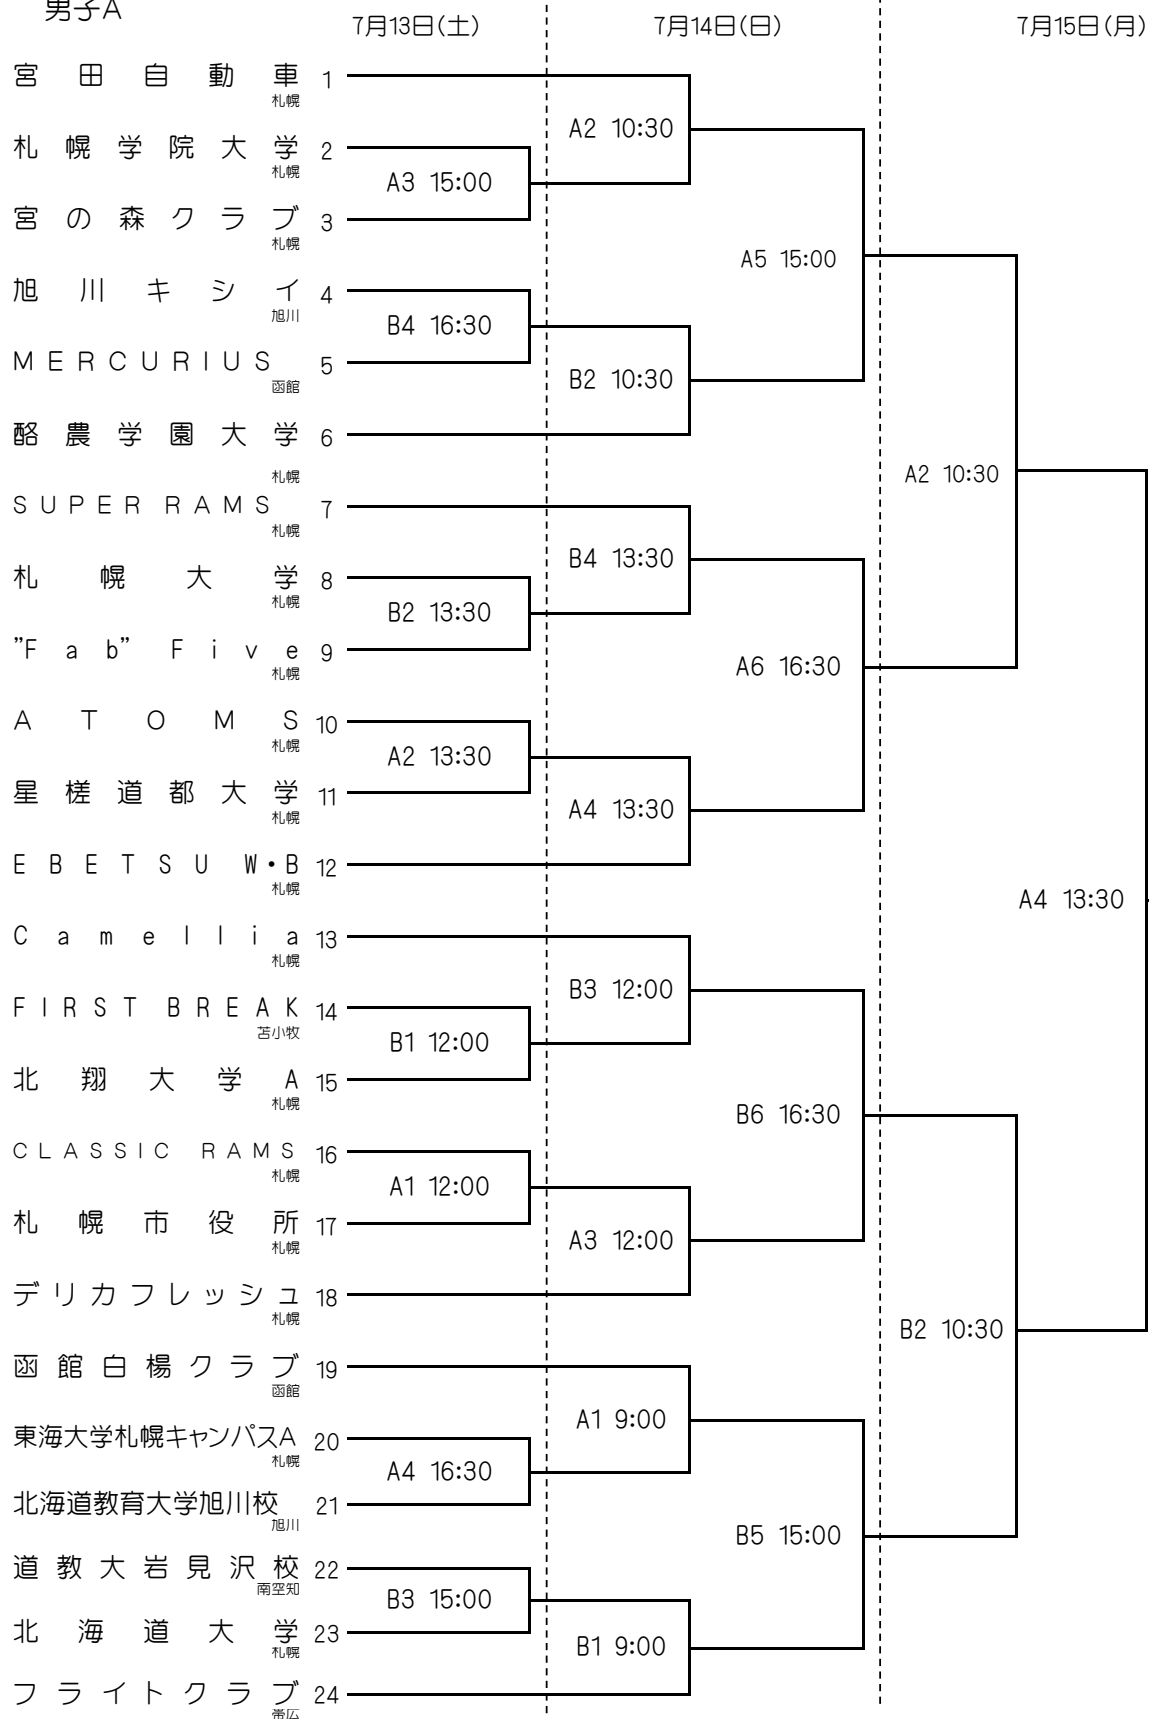 男子A
7月13日(土) 7月14日(日) 7月15日(月)
宮田自動車 1
札幌
A2 10:30
札幌学院大学 2
札幌
A3 15:00
宮の森クラブ 3
札幌
A5 15:00
旭川キシイ 4
旭川
B4 16:30
MERCURIUS 5
函館
B2 10:30
酪農学園大学 6
札幌
A2 10:30
SUPER RAMS 7
札幌
B4 13:30
札幌大学 8
札幌
B2 13:30
”Fab” Five 9
札幌
A6 16:30
ATOMS 10
札幌
A2 13:30
星槎道都大学 11
札幌
A4 13:30
EBETSU W・B 12
札幌
A4 13:30
Camellia 13
札幌
B3 12:00
FIRST BREAK 14
苫小牧
B1 12:00
北翔大学A 15
札幌
B6 16:30
CLASSIC RAMS 16
札幌
A1 12:00
札幌市役所 17
札幌
A3 12:00
デリカフレッシュ 18
札幌
B2 10:30
函館白楊クラブ 19
函館
A1 9:00
東海大学札幌キャンパスA 20
札幌
A4 16:30
北海道教育大学旭川校 21
旭川
B5 15:00
道教大岩見沢校 22
南空知
B3 15:00
北海道大学 23
札幌
B1 9:00
フライトクラブ 24
帯広